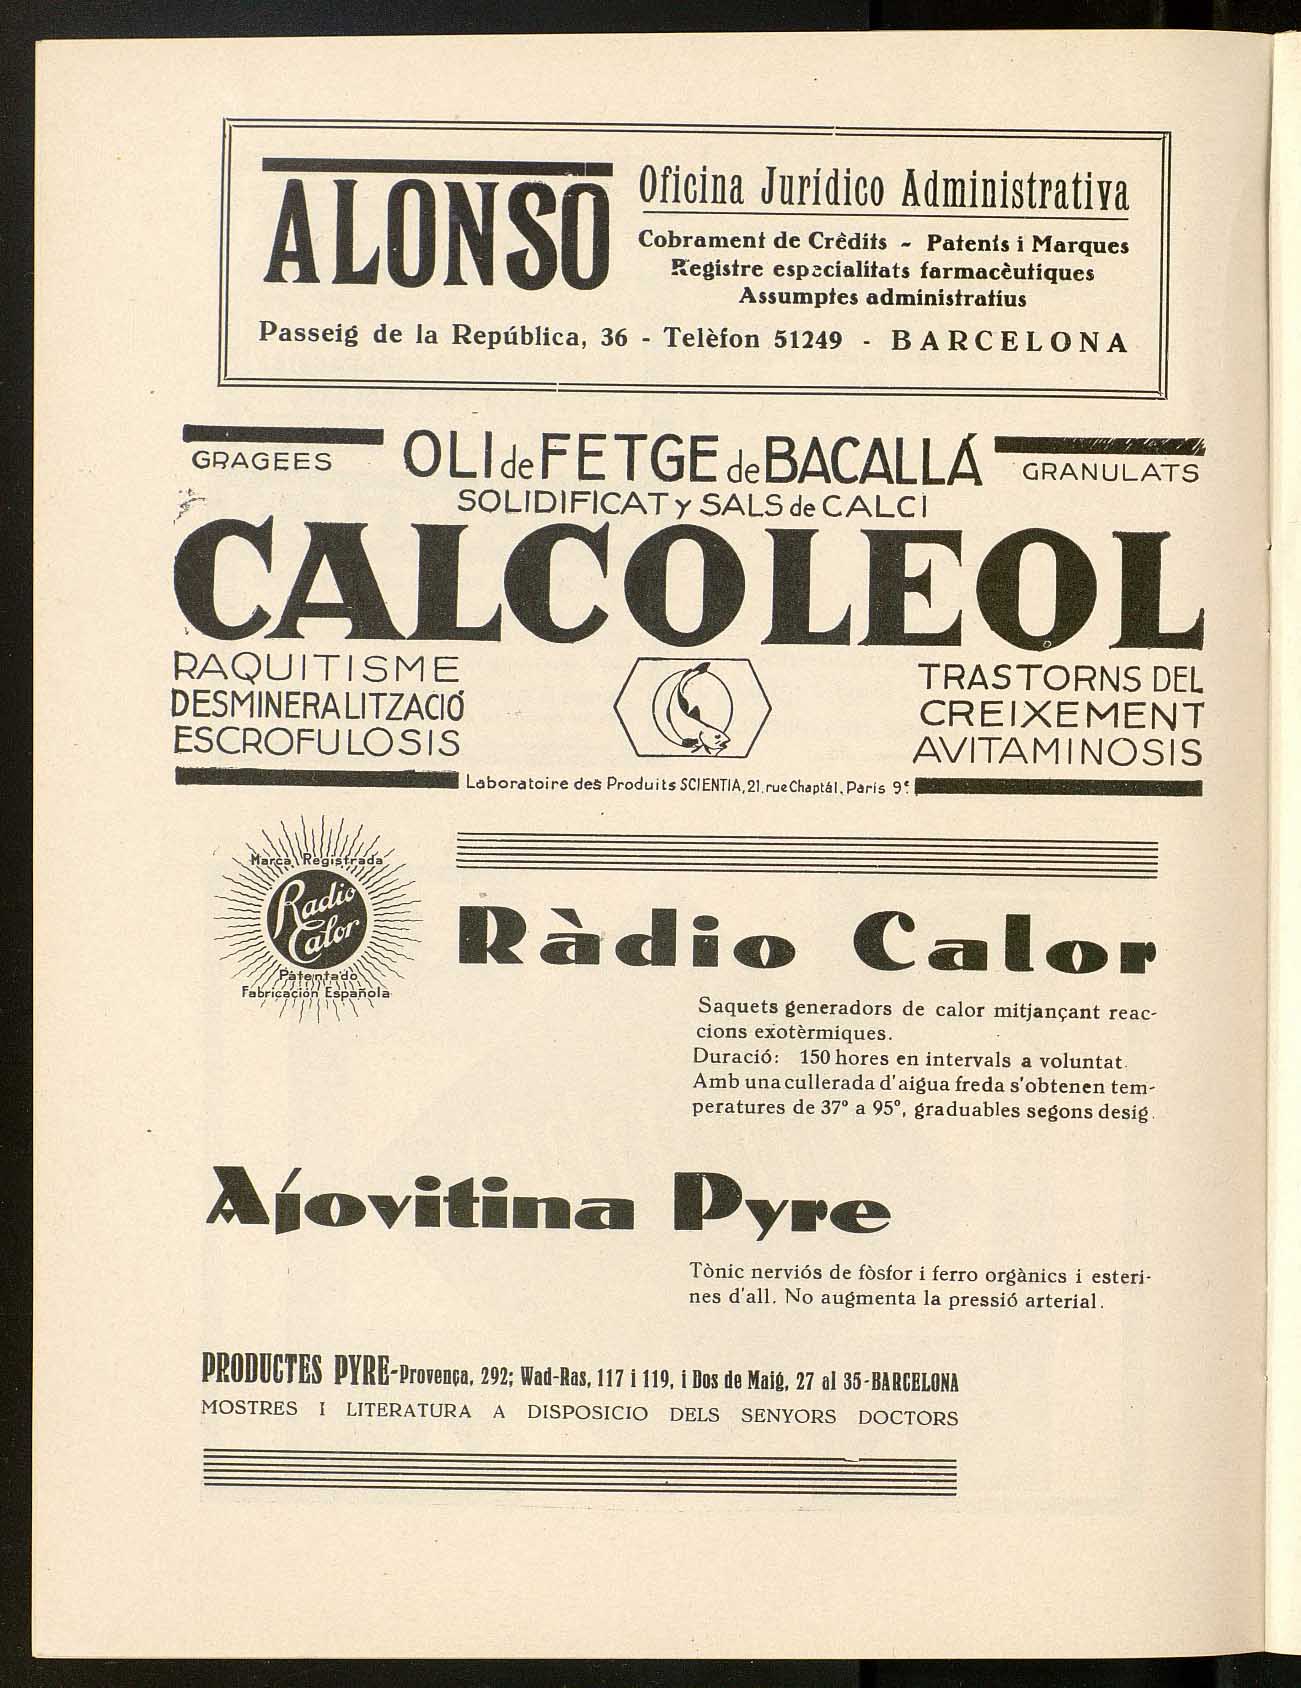 ALONSO
Oficina Jurídico Administrativa
Cobrament de Crèdits - Patents i Marques
Registre especialitats farmacèutiques
Assumptes administratius
Passeig de la República, 36 - Telèfon 51249 - BARCELONA
GRAGEES
OLI de FETGE de BACALLÁ
GRANULATS
SOLIDIFICAT y SALS de CALCI
CALCOLEOL
RAQUITISME
DESMINERALITZACIÓ
ESCROFULOSIS
TRASTORNS DEL
CREIXEMENT
AVITAMINOSIS
Laboratoire des Produits SCIENTIA, 21. rue Chaptál. París 9e.
Marca Registrada
Radio
Calor
Patentado
Fabricación Española
Ràdio Calor
Saquets generadors de calor mitjançant reac-
cions exotèrmiques.
Duració: 150 hores en intervals a voluntat.
Amb una cullerada d'aigua freda s'obtenen tem-
peratures de 37º a 95º, graduables segons desig.
Ajovitina Pyre
Tònic nerviós de fòsfor i ferro orgànics i esteri-
nes d'all. No augmenta la pressió arterial.
PRODUCTES PYRE-Provença, 292; Wad-Ras, 117 i 119, i Dos de Maig, 27 al 35-BARCELONA
MOSTRES I LITERATURA A DISPOSICIO DELS SENYORS DOCTORS